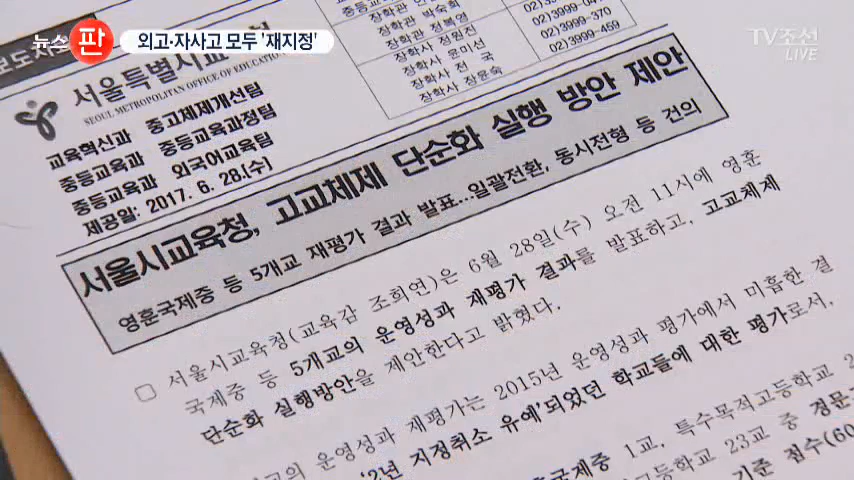 뉴스 판
외고·자사고 모두 '재지정'
TV조선
LIVE
보도자료
서울특별시교
SEOUL METROPOLITAN OFFICE OF EDUCATION
교육혁신과 중고체제개선팀
중등교육과 중등교육과정팀
중등교육과 외국어교육팀
제공일: 2017. 6. 28.(수)
장학관 박숙희
장학관 정복영
장학사 정원진
장학사 윤미선
장학사 전 국
장학사 장윤숙
02)3999-
02)3999-370
02)3999-459
서울시교육청, 고교체제 단순화 실행 방안 제안
영훈국제중 등 5개교 재평가 결과 발표...일괄전환, 동시전형 등 건의
□ 서울시교육청(교육감 조희연)은 6월 28일(수) 오전 11시에 영훈
국제중 등 5개교의 운영성과 재평가 결과를 발표하고, 고교체제
단순화 실행방안을 제안한다고 밝혔다.
운영성과 재평가는 2015년 운영성과 평가에서 미흡한 결
'2년 지정취소 유예'되었던 학교들에 대한 평가로서,
국제중 1교, 특수목적고등학교 2
고등학교 23교 중 경문
기준 점수(60